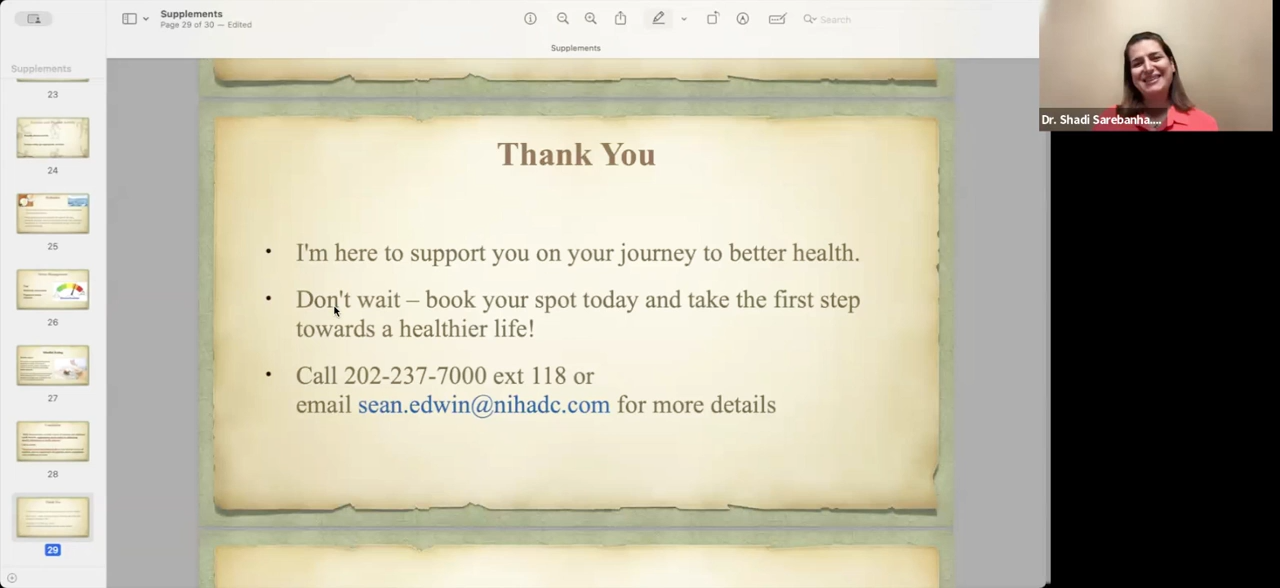 Supplements
Page 29 of 30 — Edited
Search
Supplements
Supplements
23
24
25
26
27
28
29
Thank You
• I'm here to support you on your journey to better health.
• Don't wait – book your spot today and take the first step
towards a healthier life!
• Call 202-237-7000 ext 118 or
email sean.edwin@nihadc.com for more details
Dr. Shadi Sarebanha....